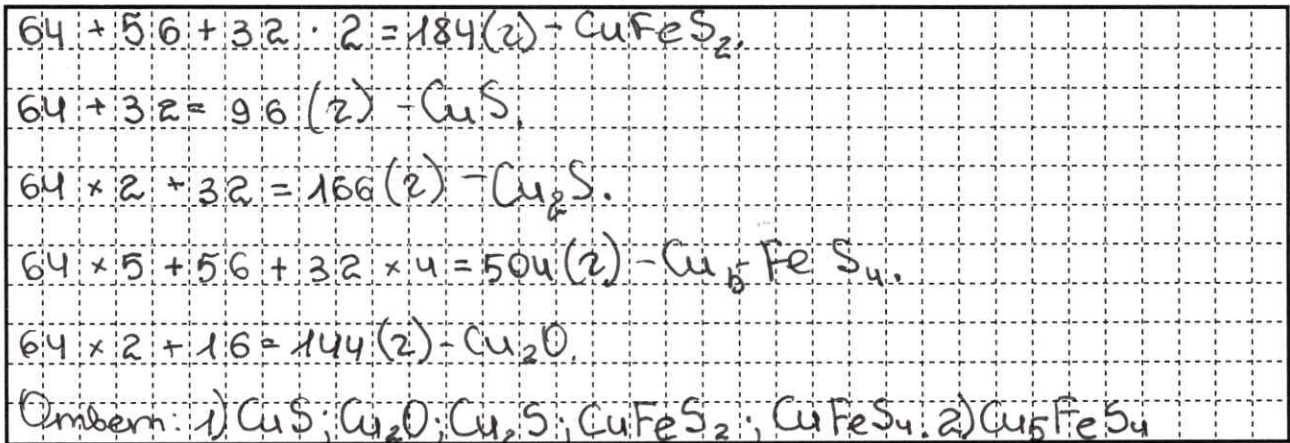 64 + 56 + 32 · 2 = 184(г) - CuFeS₂.
64 + 32 = 96 (г) - CuS.
64 × 2 + 32 = 166(г) - Cu₂S.
64 × 5 + 56 + 32 × 4 = 504(г) - Cu₅FeS₄.
64 × 2 + 16 = 144(г) - Cu₂O.
Ответ: 1) CuS; Cu₂O; Cu₂S; CuFeS₂; CuFeS₄. 2) Cu₅FeS₄